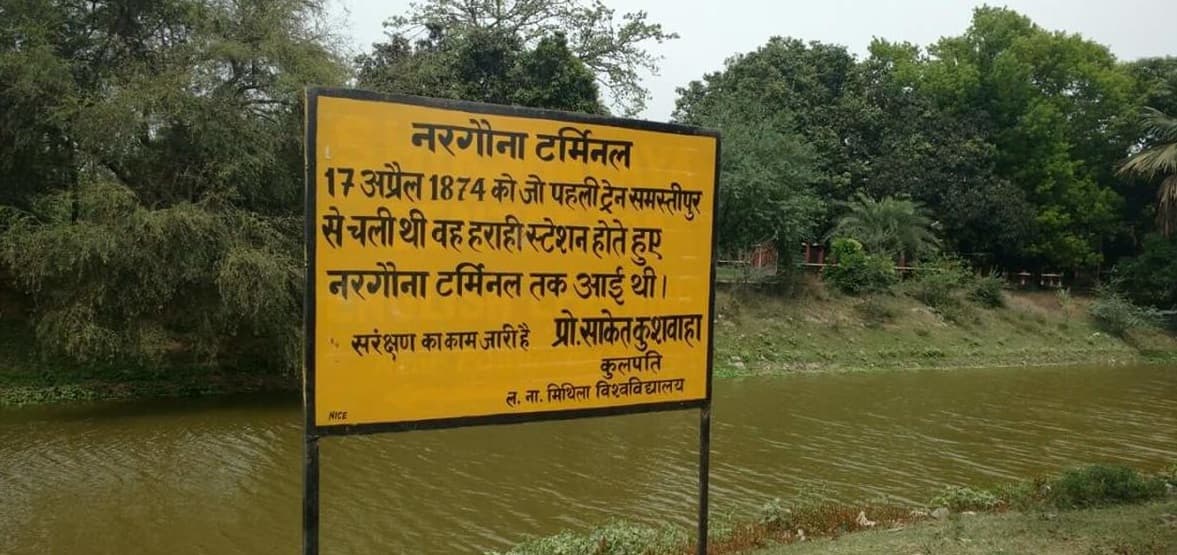 नरगौना टर्मिनल
17 अप्रैल 1874 को जो पहली ट्रेन समस्तीपुर
से चली थी वह हराही स्टेशन होते हुए
नरगौना टर्मिनल तक आई थी।
सरंक्षण का काम जारी है प्रो. साकेत कुशवाहा
कुलपति
ल. ना. मिथिला विश्वविद्यालय
NICE